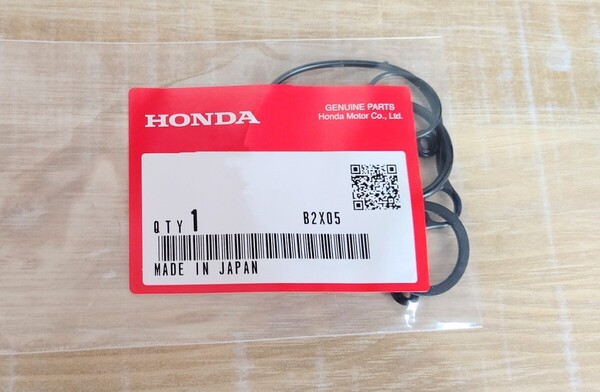 HONDA
GENUINE PARTS
Honda Motor Co., Ltd.
QTY 1 B2X05
MADE IN JAPAN